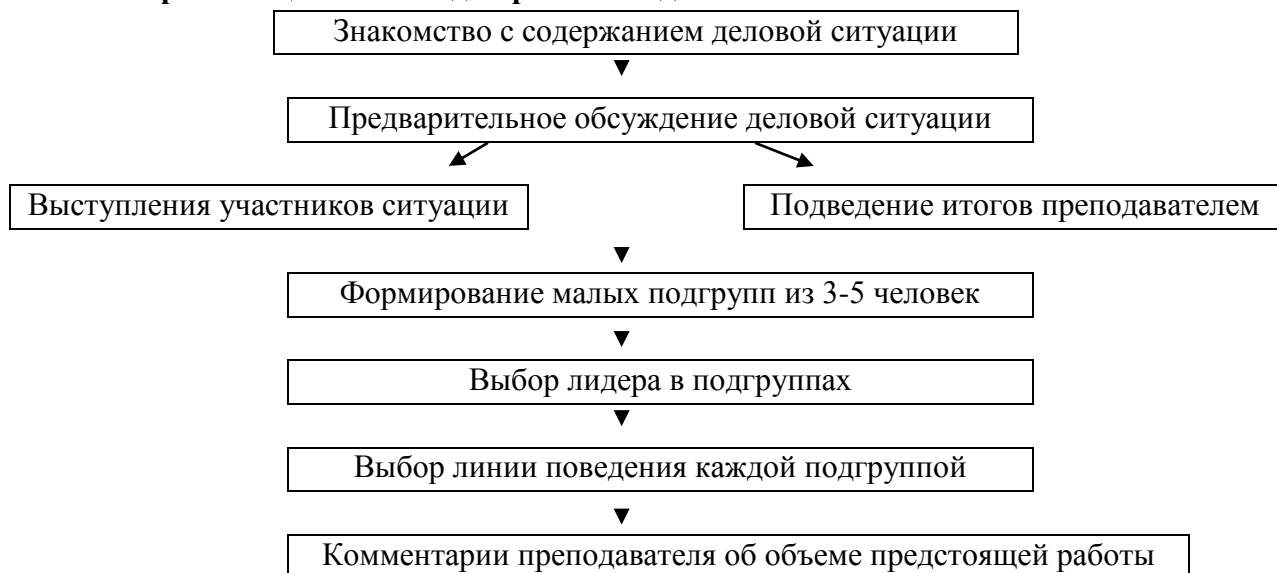 Знакомство с содержанием деловой ситуации
Предварительное обсуждение деловой ситуации
Выступления участников ситуации
Подведение итогов преподавателем
Формирование малых подгрупп из 3-5 человек
Выбор лидера в подгруппах
Выбор линии поведения каждой подгруппой
Комментарии преподавателя об объеме предстоящей работы